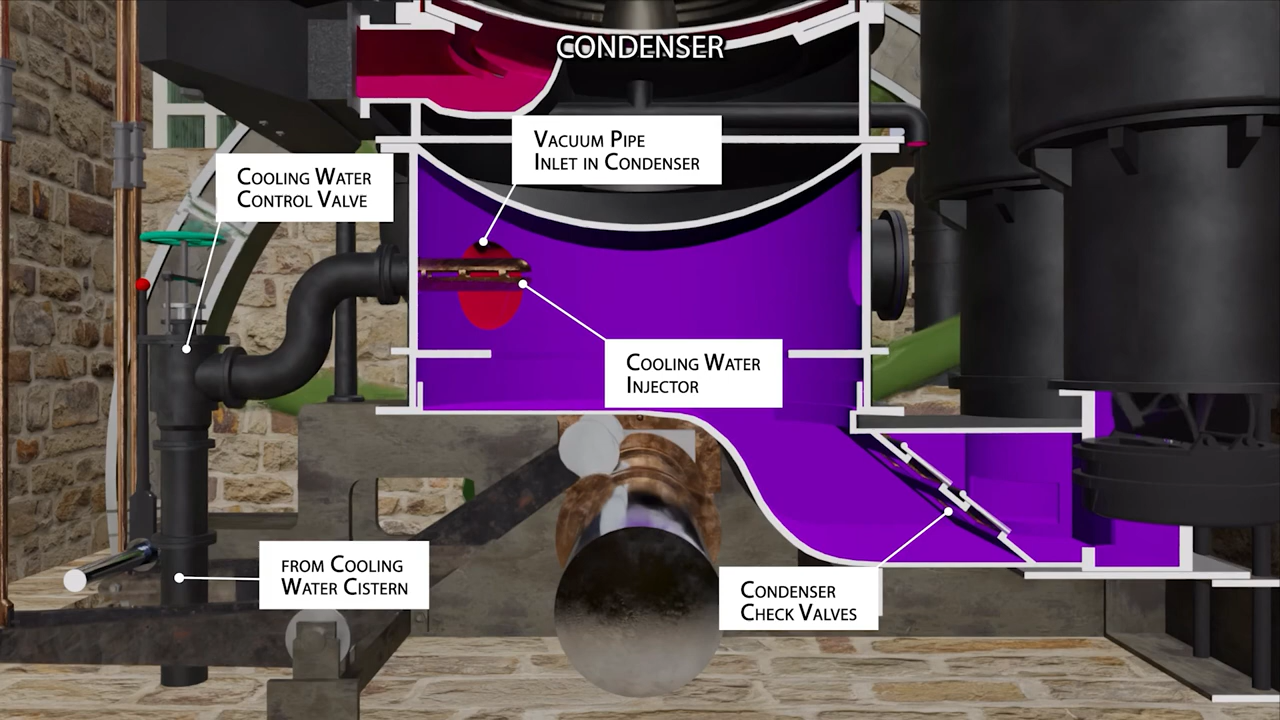 CONDENSER
VACUUM PIPE
INLET IN CONDENSER
COOLING WATER
CONTROL VALVE
COOLING WATER
INJECTOR
FROM COOLING
WATER CISTERN
CONDENSER
CHECK VALVES